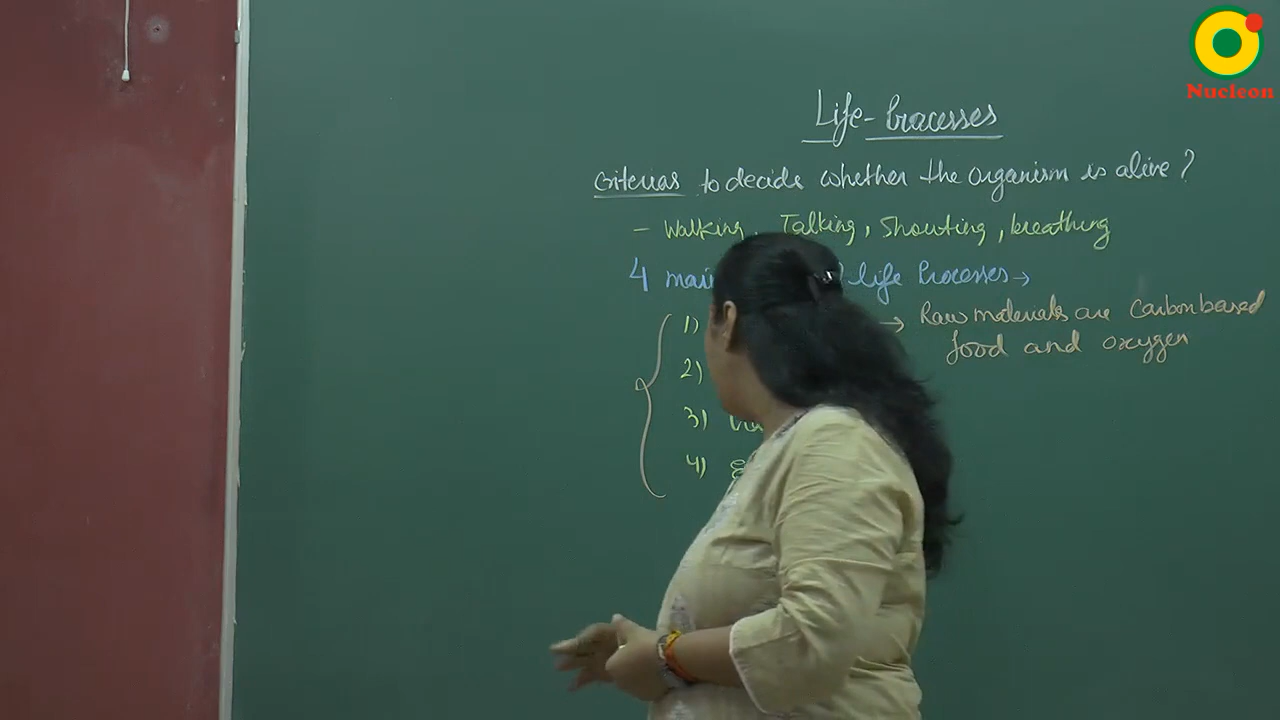 Nucleon
Life-Processes
Criterias to decide whether the organism is alive?
- Walking, Talking, Shouting, breathing
4 life Processes →
1) → Raw materials are Carbon based
food and oxygen
2)
3)
4)